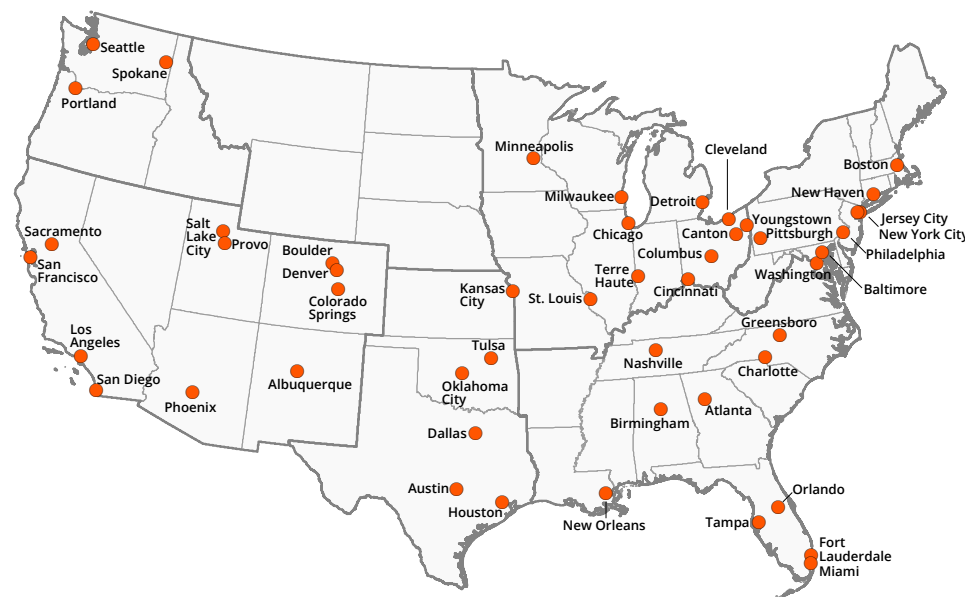 Seattle
Spokane
Portland
Minneapolis
Cleveland
Boston
Milwaukee
Detroit
New Haven
Chicago
Canton
Youngstown
Pittsburgh
Jersey City
New York City
Philadelphia
Sacramento
Salt
Lake
City
Provo
Boulder
Denver
Columbus
San
Francisco
Colorado
Springs
Kansas
City
St. Louis
Terre
Haute
Cincinnati
Washington
Baltimore
Los
Angeles
San Diego
Phoenix
Albuquerque
Tulsa
Oklahoma
City
Nashville
Greensboro
Charlotte
Dallas
Birmingham
Atlanta
Austin
Houston
New Orleans
Orlando
Tampa
Fort
Lauderdale
Miami